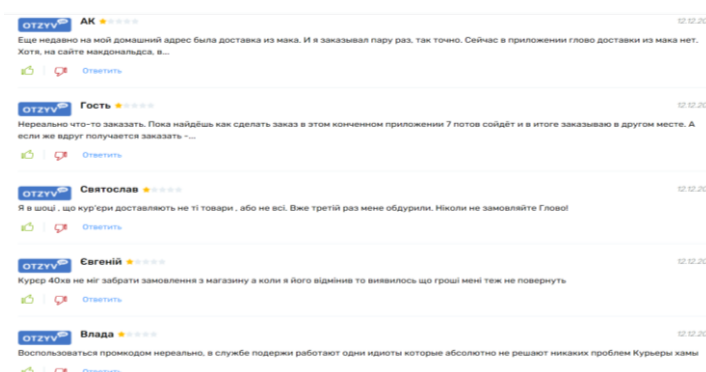 OTZYV
АК
12.12.20
Еще недавно на мой домашний адрес была доставка из мака. И я заказывал пару раз, так точно. Сейчас в приложении глово доставки из мака нет.
Хотя, на сайте макдональдса, в...
Ответить
OTZYV
Гость
12.12.20
Нереально что-то заказать. Пока найдёшь как сделать заказ в этом конченном приложении 7 потов сойдёт и в итоге заказываю в другом месте. А
если же вдруг получается заказать -...
Ответить
OTZYV
Святослав
12.12.20
Я в шоці , що кур'єри доставляють не ті товари , або не всі. Вже третій раз мене обдурили. Ніколи не замовляйте Глово!
Ответить
OTZYV
Євгеній
12.12.20
Курєр 40хв не міг забрати замовлення з магазину а коли я його відмінив то виявилось що гроші мені теж не повернуть
Ответить
OTZYV
Влада
12.12.20
Воспользоваться промкодом нереально, в службе подержи работают одни идиоты которые абсолютно не решают никаких проблем Курьеры хамы
Ответить